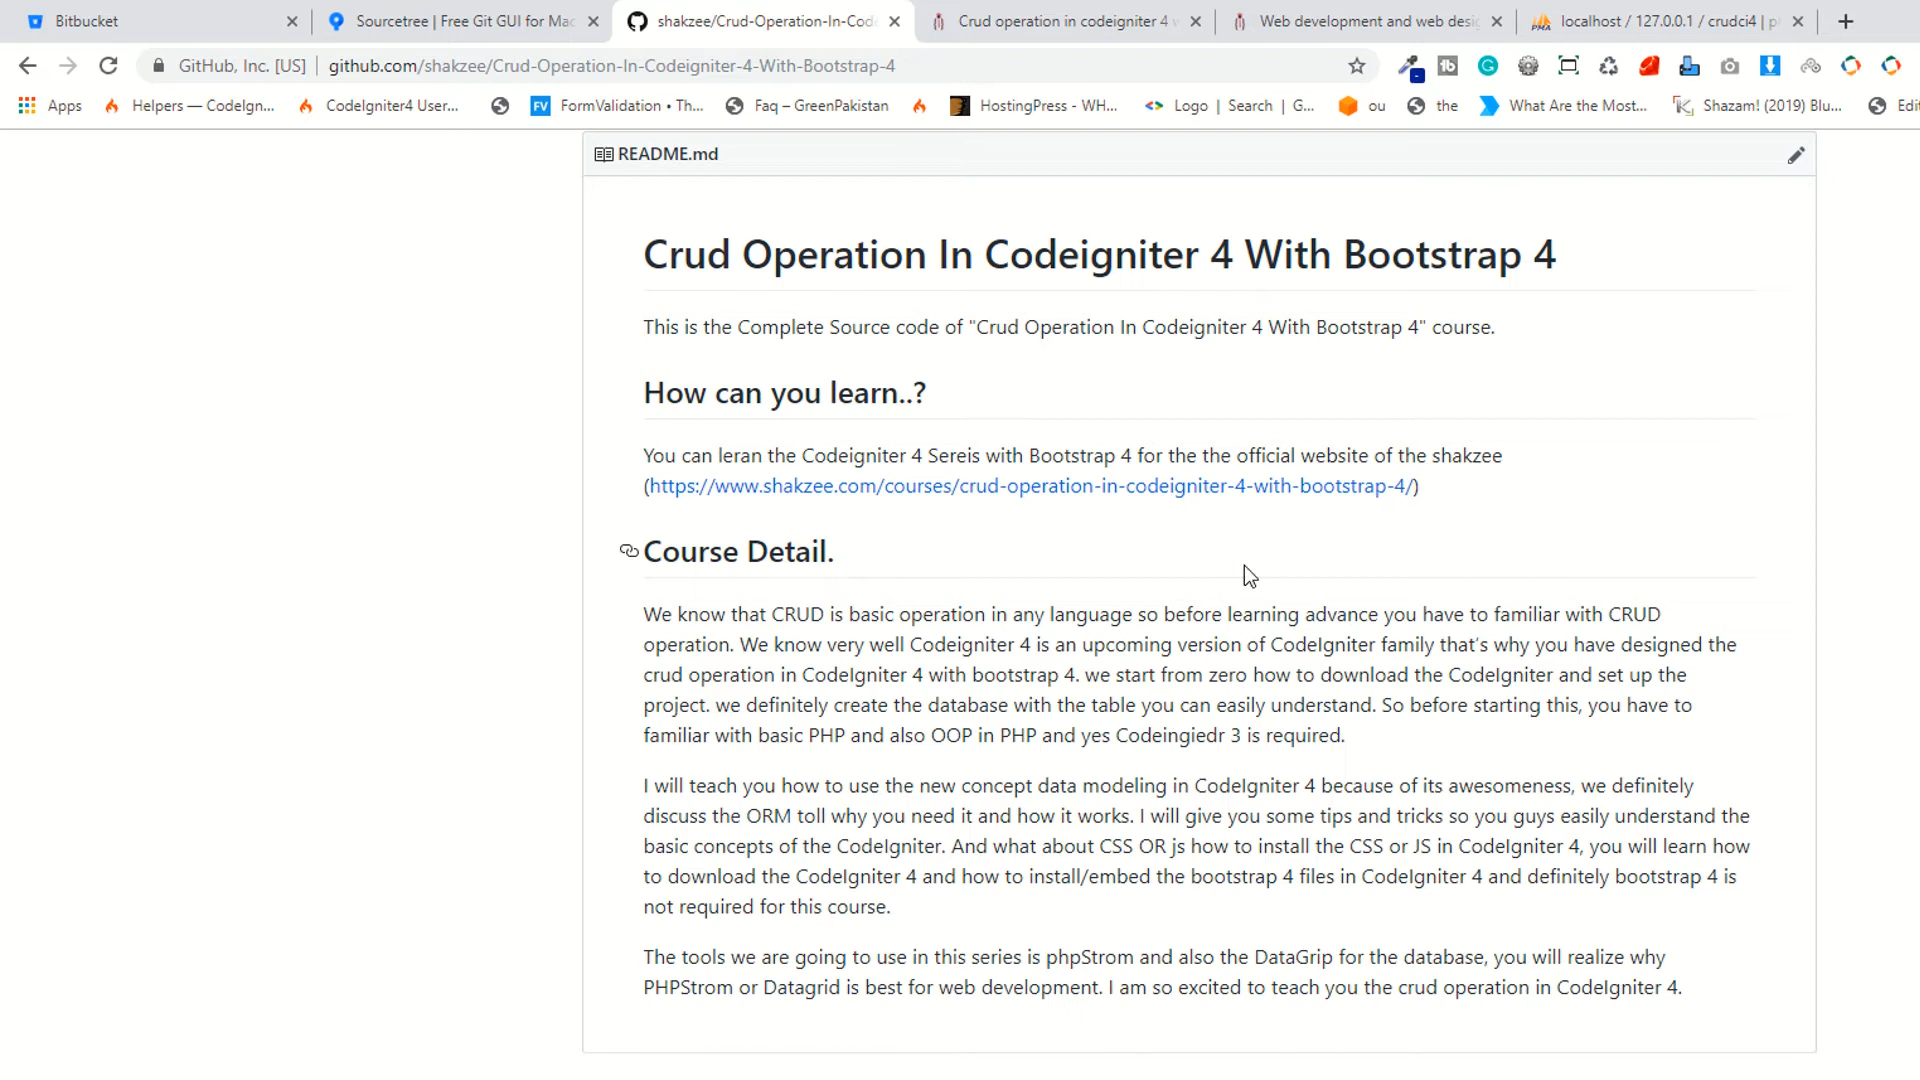 Bitbucket
Sourcetree | Free Git GUI for Mac
shakzee/Crud-Operation-In-Cod
Crud operation in codeigniter 4 w
Web development and web desi
localhost / 127.0.0.1 / crudci4 | p
GitHub, Inc. [US] | github.com/shakzee/Crud-Operation-In-Codeigniter-4-With-Bootstrap-4
Apps
Helpers — CodeIgn...
CodeIgniter4 User...
FV FormValidation • Th...
Faq – GreenPakistan
HostingPress - WH...
Logo | Search | G...
ou
the
What Are the Most...
Shazam! (2019) Blu...
Edi
README.md
Crud Operation In Codeigniter 4 With Bootstrap 4
This is the Complete Source code of "Crud Operation In Codeigniter 4 With Bootstrap 4" course.
How can you learn..?
You can leran the Codeigniter 4 Sereis with Bootstrap 4 for the the official website of the shakzee
(https://www.shakzee.com/courses/crud-operation-in-codeigniter-4-with-bootstrap-4/)
Course Detail.
We know that CRUD is basic operation in any language so before learning advance you have to familiar with CRUD
operation. We know very well Codeigniter 4 is an upcoming version of CodeIgniter family that's why you have designed the
crud operation in CodeIgniter 4 with bootstrap 4. we start from zero how to download the CodeIgniter and set up the
project. we definitely create the database with the table you can easily understand. So before starting this, you have to
familiar with basic PHP and also OOP in PHP and yes Codeingiedr 3 is required.
I will teach you how to use the new concept data modeling in CodeIgniter 4 because of its awesomeness, we definitely
discuss the ORM toll why you need it and how it works. I will give you some tips and tricks so you guys easily understand the
basic concepts of the CodeIgniter. And what about CSS OR js how to install the CSS or JS in CodeIgniter 4, you will learn how
to download the CodeIgniter 4 and how to install/embed the bootstrap 4 files in CodeIgniter 4 and definitely bootstrap 4 is
not required for this course.
The tools we are going to use in this series is phpStrom and also the DataGrip for the database, you will realize why
PHPStrom or Datagrid is best for web development. I am so excited to teach you the crud operation in CodeIgniter 4.